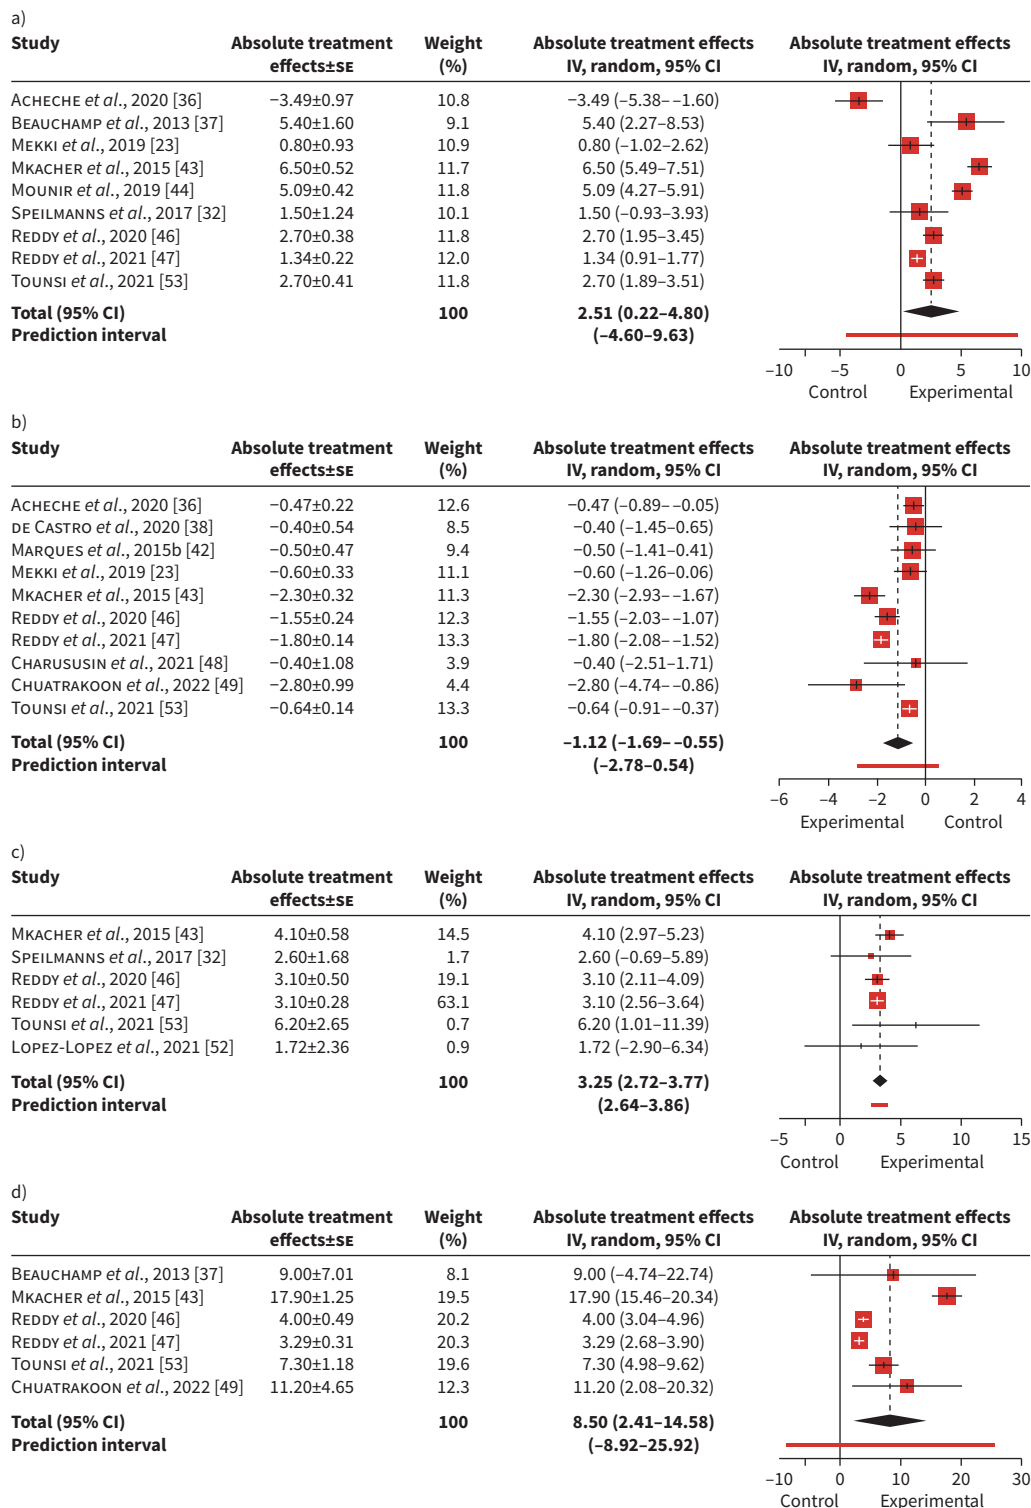 a)
Study Absolute treatment Weight Absolute treatment effects Absolute treatment effects
effects±SE (%) IV, random, 95% CI IV, random, 95% CI
Acheche et al., 2020 [36] −3.49±0.97 10.8 −3.49 (−5.38– −1.60)
Beauchamp et al., 2013 [37] 5.40±1.60 9.1 5.40 (2.27–8.53)
Mekki et al., 2019 [23] 0.80±0.93 10.9 0.80 (−1.02–2.62)
Mkacher et al., 2015 [43] 6.50±0.52 11.7 6.50 (5.49–7.51)
Mounir et al., 2019 [44] 5.09±0.42 11.8 5.09 (4.27–5.91)
Speilmanns et al., 2017 [32] 1.50±1.24 10.1 1.50 (−0.93–3.93)
Reddy et al., 2020 [46] 2.70±0.38 11.8 2.70 (1.95–3.45)
Reddy et al., 2021 [47] 1.34±0.22 12.0 1.34 (0.91–1.77)
Tounsi et al., 2021 [53] 2.70±0.41 11.8 2.70 (1.89–3.51)
Total (95% CI) 100 2.51 (0.22–4.80)
Prediction interval (−4.60–9.63)
−10 −5 0 5 10
Control Experimental
b)
Study Absolute treatment Weight Absolute treatment effects Absolute treatment effects
effects±SE (%) IV, random, 95% CI IV, random, 95% CI
Acheche et al., 2020 [36] −0.47±0.22 12.6 −0.47 (−0.89– −0.05)
de Castro et al., 2020 [38] −0.40±0.54 8.5 −0.40 (−1.45–0.65)
Marques et al., 2015b [42] −0.50±0.47 9.4 −0.50 (−1.41–0.41)
Mekki et al., 2019 [23] −0.60±0.33 11.1 −0.60 (−1.26–0.06)
Mkacher et al., 2015 [43] −2.30±0.32 11.3 −2.30 (−2.93– −1.67)
Reddy et al., 2020 [46] −1.55±0.24 12.3 −1.55 (−2.03– −1.07)
Reddy et al., 2021 [47] −1.80±0.14 13.3 −1.80 (−2.08– −1.52)
Charususin et al., 2021 [48] −0.40±1.08 3.9 −0.40 (−2.51–1.71)
Chuatrakoon et al., 2022 [49] −2.80±0.99 4.4 −2.80 (−4.74– −0.86)
Tounsi et al., 2021 [53] −0.64±0.14 13.3 −0.64 (−0.91– −0.37)
Total (95% CI) 100 −1.12 (−1.69– −0.55)
Prediction interval (−2.78–0.54)
−6 −4 −2 0 2 4
Experimental Control
c)
Study Absolute treatment Weight Absolute treatment effects Absolute treatment effects
effects±SE (%) IV, random, 95% CI IV, random, 95% CI
Mkacher et al., 2015 [43] 4.10±0.58 14.5 4.10 (2.97–5.23)
Speilmanns et al., 2017 [32] 2.60±1.68 1.7 2.60 (−0.69–5.89)
Reddy et al., 2020 [46] 3.10±0.50 19.1 3.10 (2.11–4.09)
Reddy et al., 2021 [47] 3.10±0.28 63.1 3.10 (2.56–3.64)
Tounsi et al., 2021 [53] 6.20±2.65 0.7 6.20 (1.01–11.39)
Lopez-Lopez et al., 2021 [52] 1.72±2.36 0.9 1.72 (−2.90–6.34)
Total (95% CI) 100 3.25 (2.72–3.77)
Prediction interval (2.64–3.86)
−5 0 5 10 15
Control Experimental
d)
Study Absolute treatment Weight Absolute treatment effects Absolute treatment effects
effects±SE (%) IV, random, 95% CI IV, random, 95% CI
Beauchamp et al., 2013 [37] 9.00±7.01 8.1 9.00 (−4.74–22.74)
Mkacher et al., 2015 [43] 17.90±1.25 19.5 17.90 (15.46–20.34)
Reddy et al., 2020 [46] 4.00±0.49 20.2 4.00 (3.04–4.96)
Reddy et al., 2021 [47] 3.29±0.31 20.3 3.29 (2.68–3.90)
Tounsi et al., 2021 [53] 7.30±1.18 19.6 7.30 (4.98–9.62)
Chuatrakoon et al., 2022 [49] 11.20±4.65 12.3 11.20 (2.08–20.32)
Total (95% CI) 100 8.50 (2.41–14.58)
Prediction interval (−8.92–25.92)
−10 0 10 20 30
Control Experimental